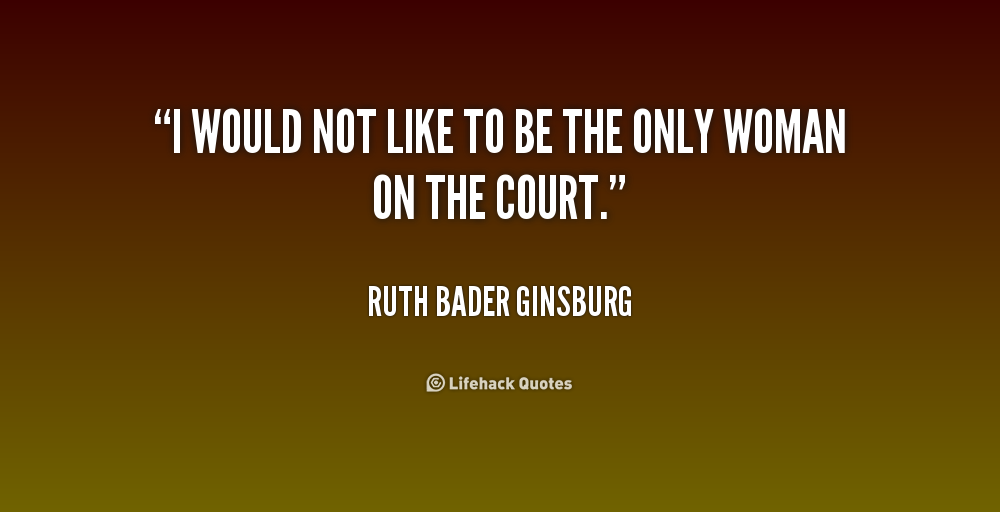 “I WOULD NOT LIKE TO BE THE ONLY WOMAN
ON THE COURT.”
RUTH BADER GINSBURG
Lifehack Quotes